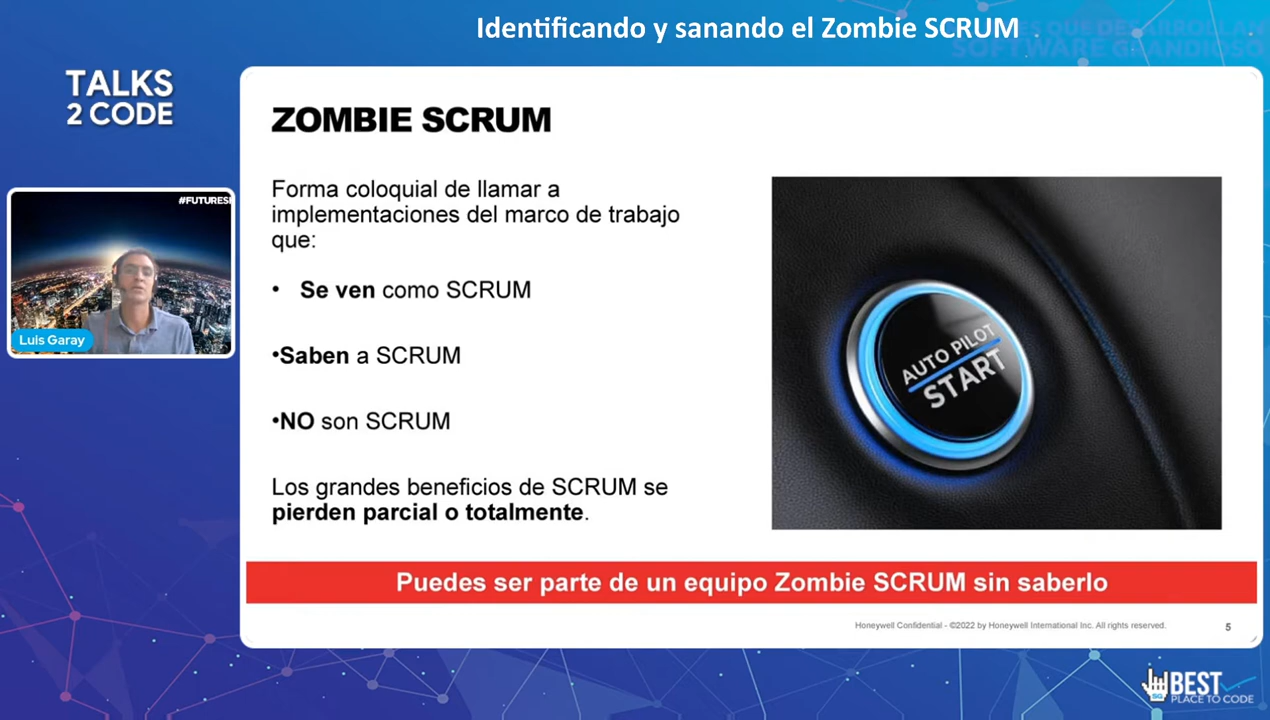 Identificando y sanando el Zombie SCRUM
TALKS
2 CODE
ZOMBIE SCRUM
Forma coloquial de llamar a
implementaciones del marco de trabajo
que:
• Se ven como SCRUM
•Saben a SCRUM
•NO son SCRUM
Los grandes beneficios de SCRUM se
pierden parcial o totalmente.
AUTO PILOT
START
#FUTURES
Luis Garay
Puedes ser parte de un equipo Zombie SCRUM sin saberlo
Honeywell Confidential - ©2022 by Honeywell International Inc. All rights reserved.
5
SG
BEST
PLACE TO CODE
SOFTWARE GRANDIOSO